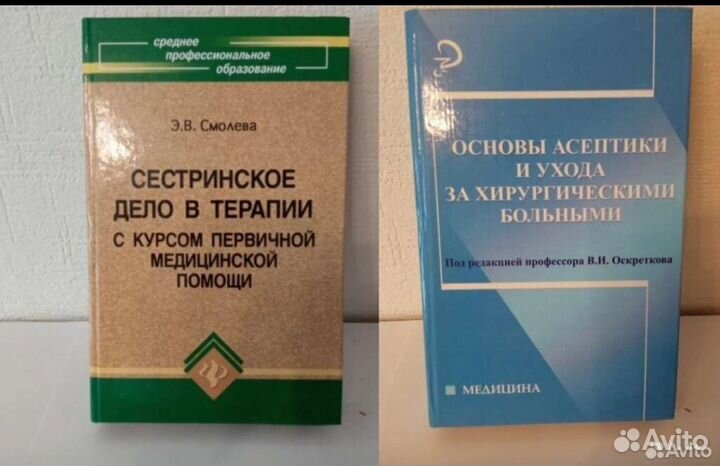 среднее
профессиональное
образование
Э.В. Смолева
СЕСТРИНСКОЕ
ДЕЛО В ТЕРАПИИ
С КУРСОМ ПЕРВИЧНОЙ
МЕДИЦИНСКОЙ
ПОМОЩИ
ОСНОВЫ АСЕПТИКИ
И УХОДА
ЗА ХИРУРГИЧЕСКИМИ
БОЛЬНЫМИ
Под редакцией профессора В.И. Оскреткова
МЕДИЦИНА
Avito
Avito